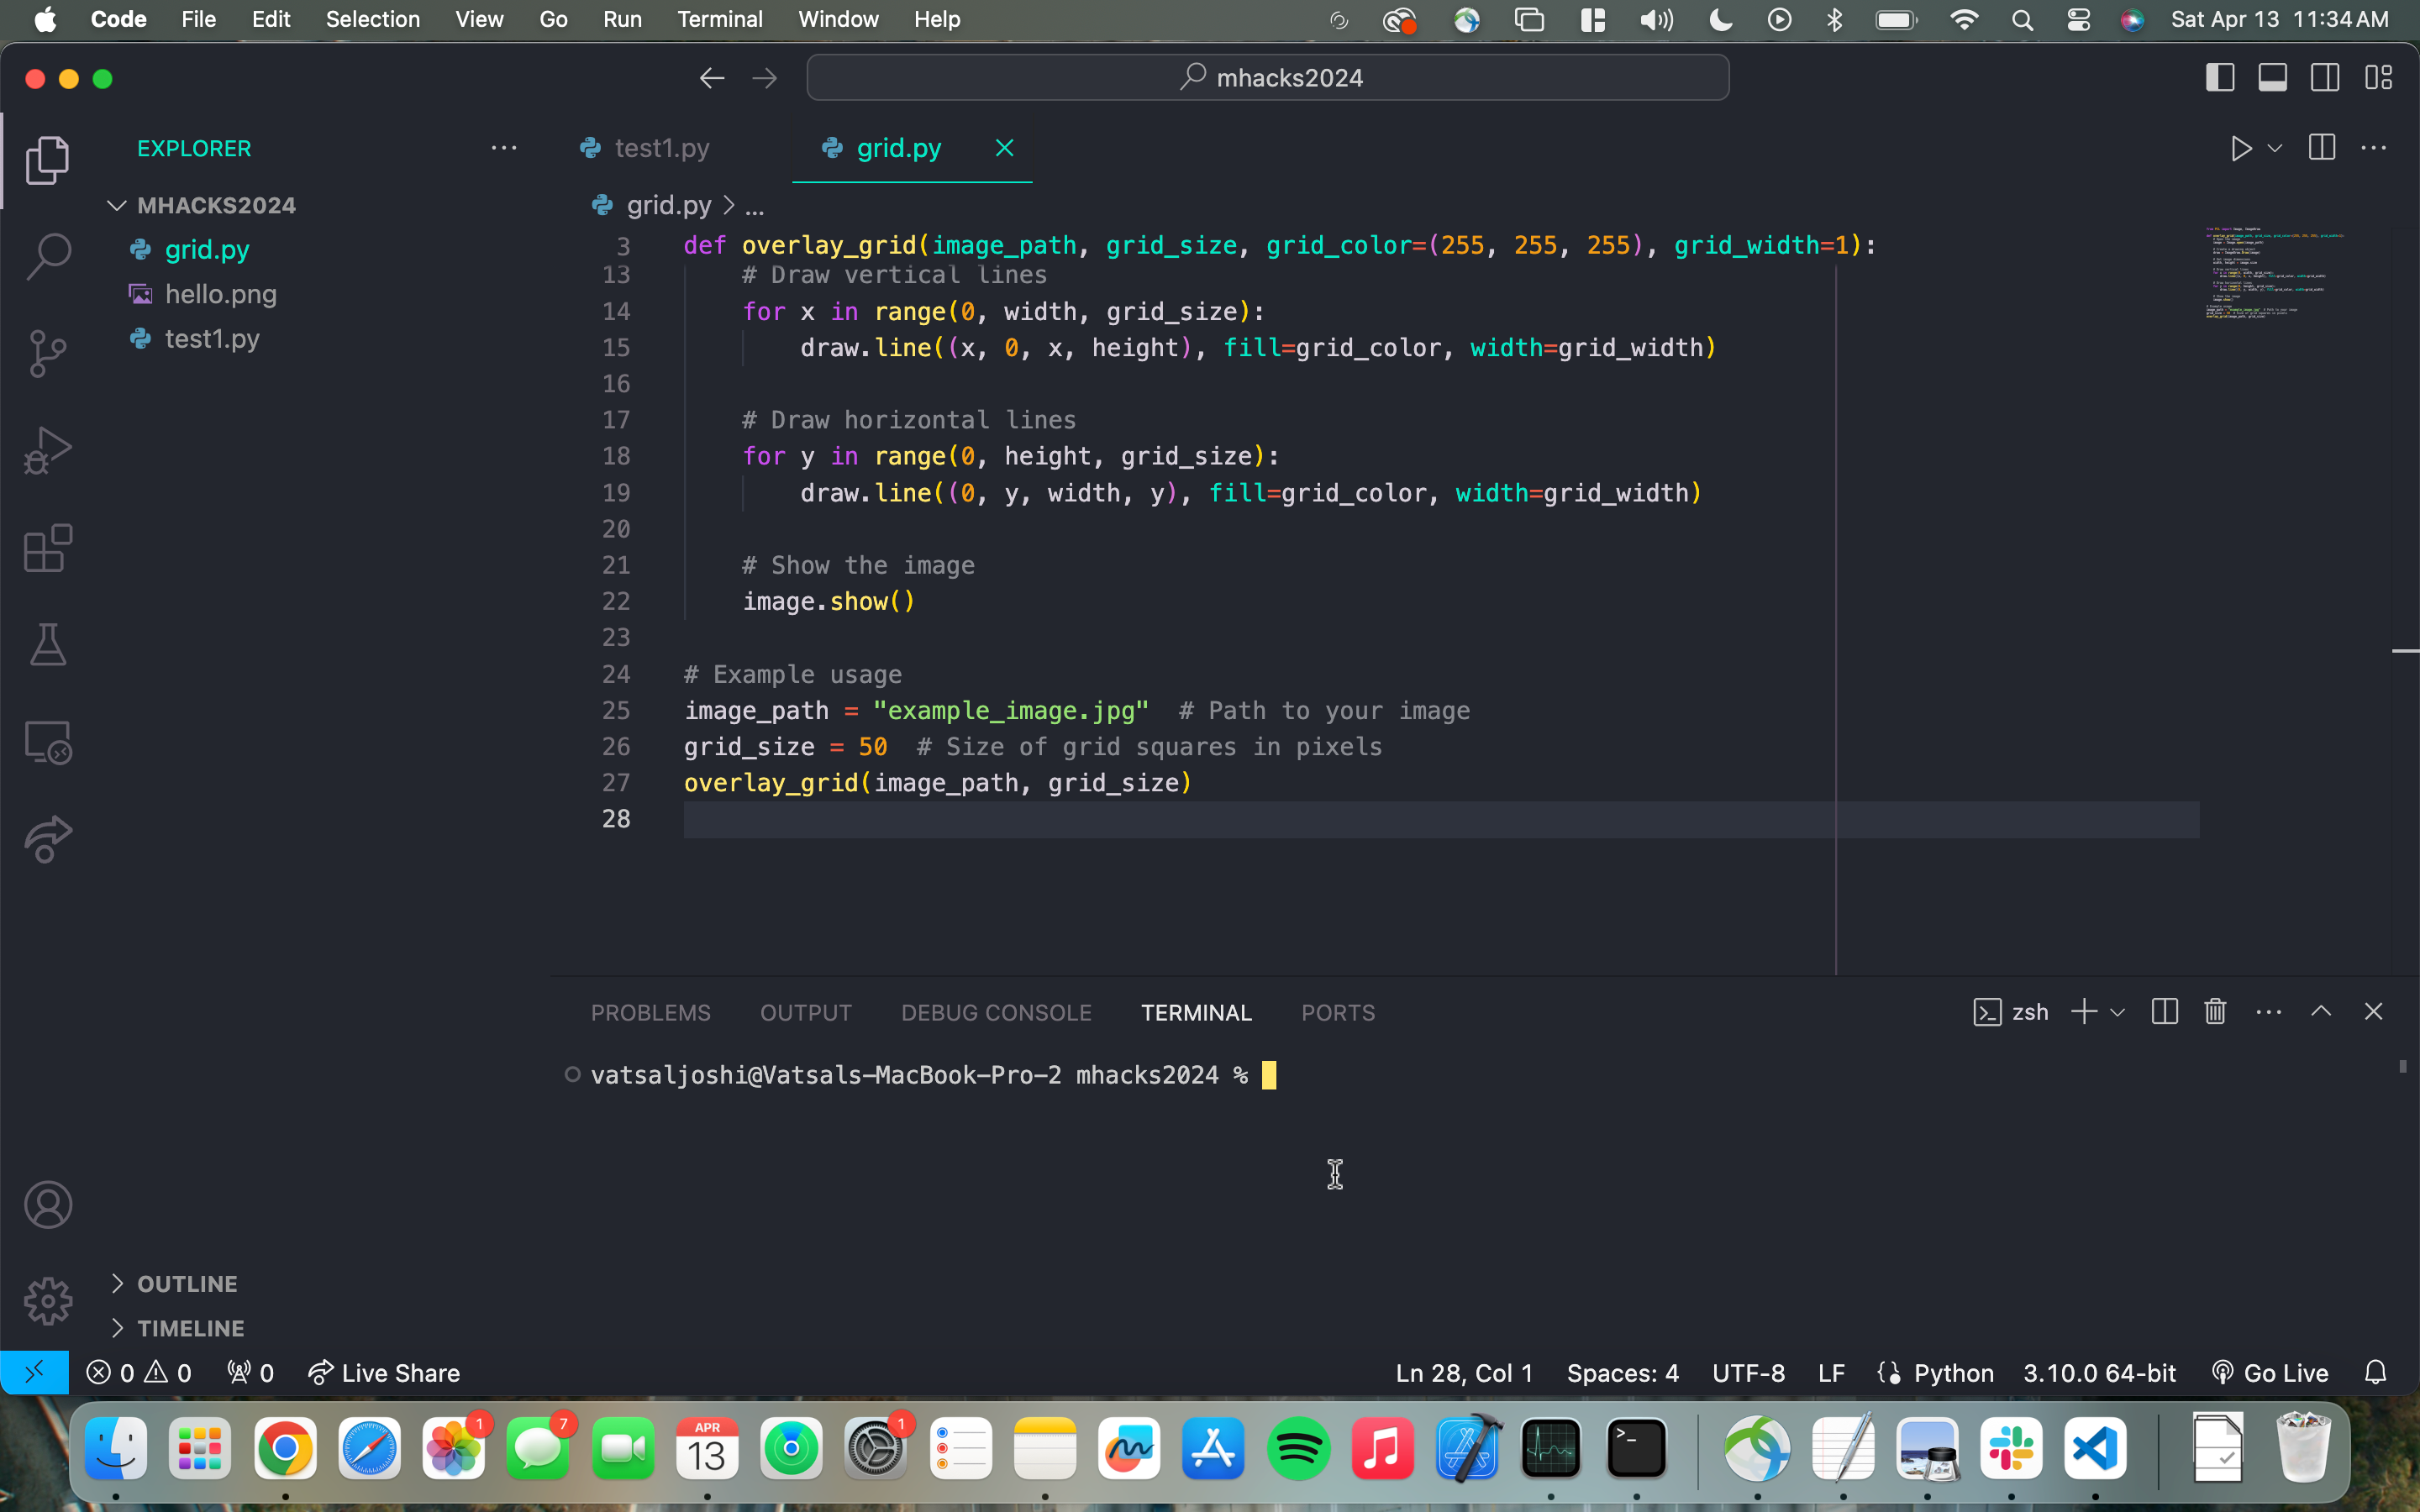 Code File Edit Selection View Go Run Terminal Window Help Sat Apr 13 11:34 AM
mhacks2024
EXPLORER
test1.py grid.py
MHACKS2024
grid.py
hello.png
test1.py
grid.py > ...
3 def overlay_grid(image_path, grid_size, grid_color=(255, 255, 255), grid_width=1):
13 # Draw vertical lines
14 for x in range(0, width, grid_size):
15 draw.line((x, 0, x, height), fill=grid_color, width=grid_width)
16
17 # Draw horizontal lines
18 for y in range(0, height, grid_size):
19 draw.line((0, y, width, y), fill=grid_color, width=grid_width)
20
21 # Show the image
22 image.show()
23
24 # Example usage
25 image_path = "example_image.jpg" # Path to your image
26 grid_size = 50 # Size of grid squares in pixels
27 overlay_grid(image_path, grid_size)
28
PROBLEMS OUTPUT DEBUG CONSOLE TERMINAL PORTS zsh
vatsaljoshi@Vatsals-MacBook-Pro-2 mhacks2024 %
OUTLINE
TIMELINE
0 0 0 Live Share Ln 28, Col 1 Spaces: 4 UTF-8 LF Python 3.10.0 64-bit Go Live
1 7 APR 13 1